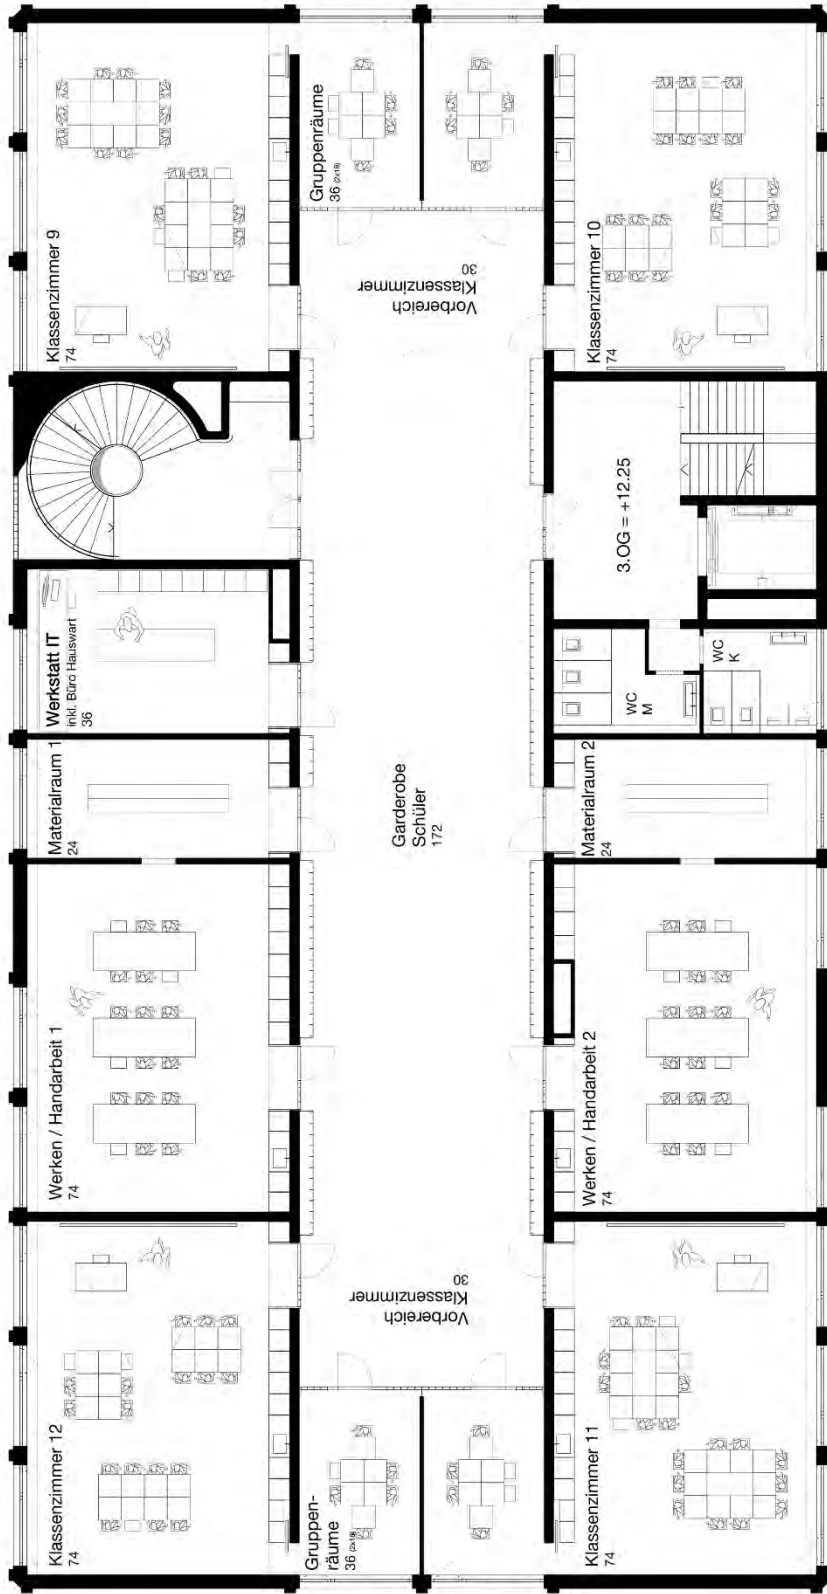 Klassenzimmer 9
74
Gruppenräume
36 (2x18)
Klassenzimmer 10
74
Vorbereich
Klassenzimmer
30
3.OG = +12.25
Werkstatt IT
inkl. Büro Hauswart
36
WC
M
WC
K
Materialraum 1
24
Garderobe
Schüler
172
Materialraum 2
24
Werken / Handarbeit 1
74
Werken / Handarbeit 2
74
Vorbereich
Klassenzimmer
30
Klassenzimmer 12
74
Gruppen-
räume
36 (2x18)
Klassenzimmer 11
74